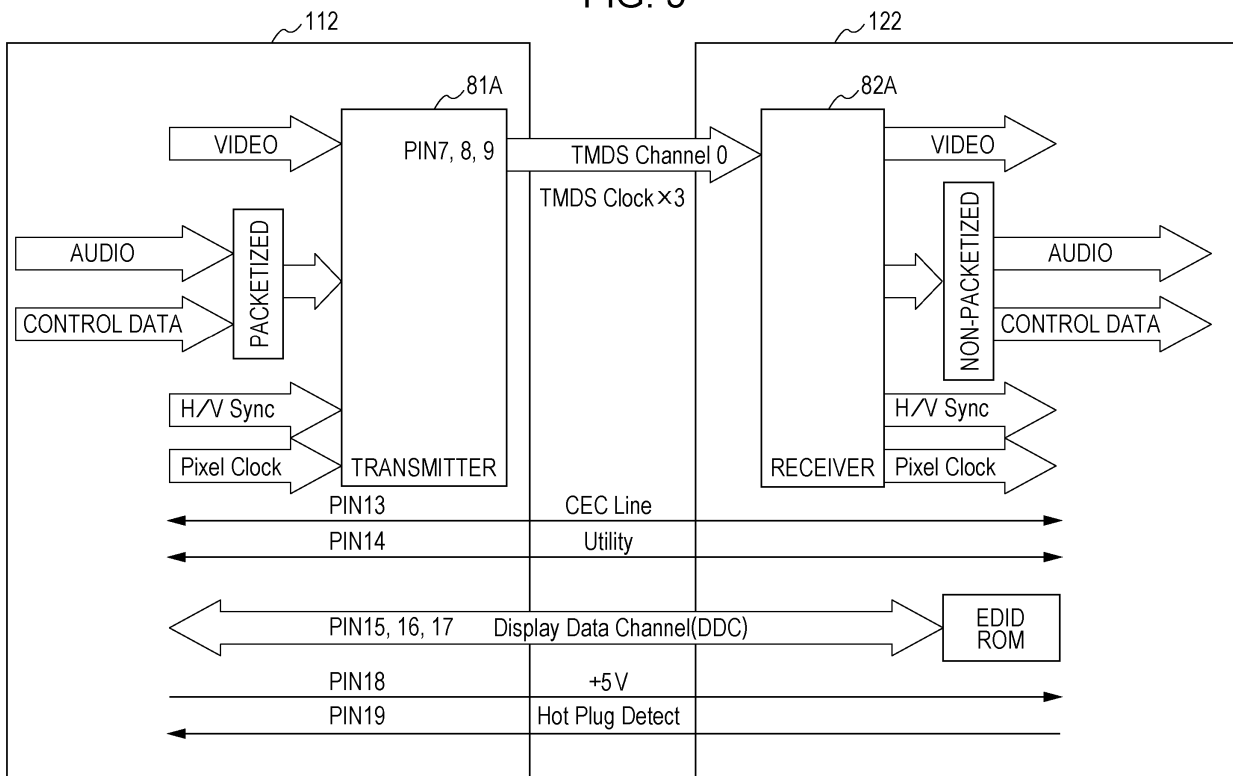 112
122
81A
82A
VIDEO
PIN7, 8, 9
TMDS Channel 0
VIDEO
TMDS Clock×3
AUDIO
CONTROL DATA
PACKETIZED
NON-PACKETIZED
AUDIO
CONTROL DATA
H/V Sync
Pixel Clock
TRANSMITTER
RECEIVER
H/V Sync
Pixel Clock
PIN13 CEC Line
PIN14 Utility
PIN15, 16, 17 Display Data Channel(DDC)
EDID
ROM
PIN18 +5V
PIN19 Hot Plug Detect